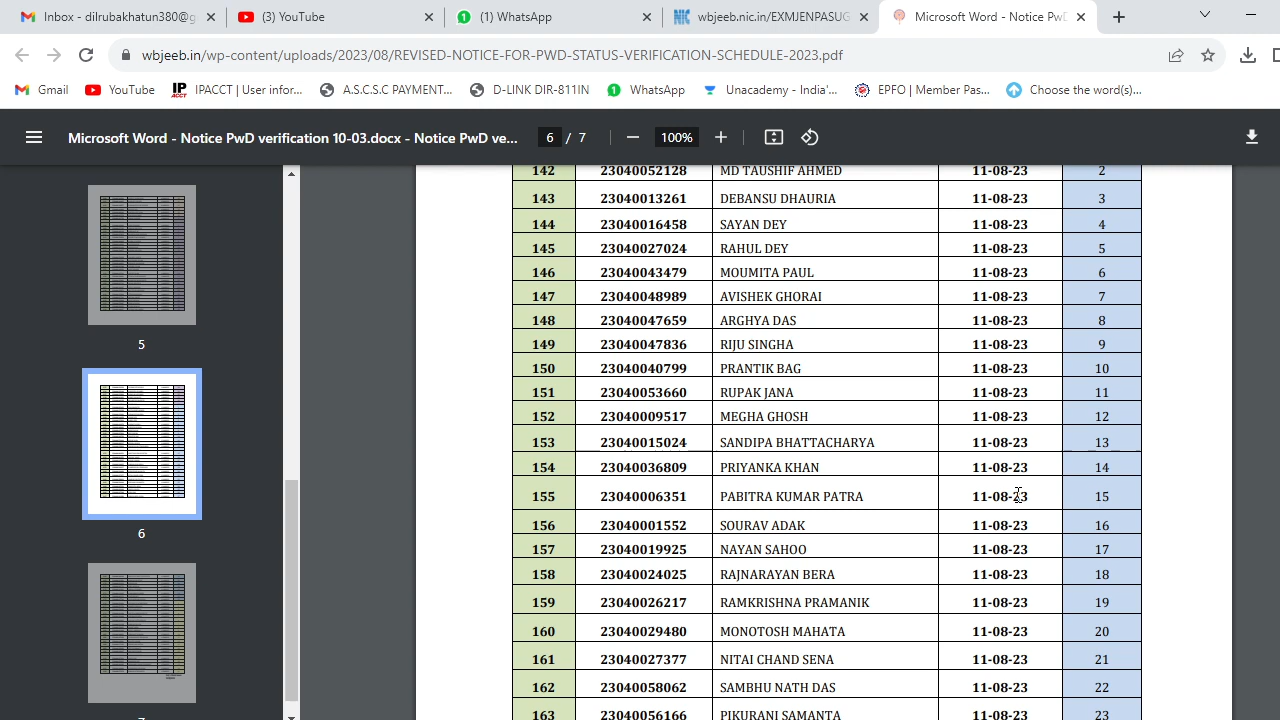 Inbox - dilrubakhatun380@g
(3) YouTube
(1) WhatsApp
wbjeeb.nic.in/EXMJENPASUG
Microsoft Word - Notice PwD
wbjeeb.in/wp-content/uploads/2023/08/REVISED-NOTICE-FOR-PWD-STATUS-VERIFICATION-SCHEDULE-2023.pdf
Gmail YouTube IPACCT | User infor... A.S.C.S.C PAYMENT... D-LINK DIR-811IN WhatsApp Unacademy - India'... EPFO | Member Pas... Choose the word(s)...
Microsoft Word - Notice PwD verification 10-03.docx - Notice PwD ve... 6 / 7 100%
5
6
142 23040052128 MD TAUSHIF AHMED 11-08-23 2
143 23040013261 DEBANSU DHAURIA 11-08-23 3
144 23040016458 SAYAN DEY 11-08-23 4
145 23040027024 RAHUL DEY 11-08-23 5
146 23040043479 MOUMITA PAUL 11-08-23 6
147 23040048989 AVISHEK GHORAI 11-08-23 7
148 23040047659 ARGHYA DAS 11-08-23 8
149 23040047836 RIJU SINGHA 11-08-23 9
150 23040040799 PRANTIK BAG 11-08-23 10
151 23040053660 RUPAK JANA 11-08-23 11
152 23040009517 MEGHA GHOSH 11-08-23 12
153 23040015024 SANDIPA BHATTACHARYA 11-08-23 13
154 23040036809 PRIYANKA KHAN 11-08-23 14
155 23040006351 PABITRA KUMAR PATRA 11-08-23 15
156 23040001552 SOURAV ADAK 11-08-23 16
157 23040019925 NAYAN SAHOO 11-08-23 17
158 23040024025 RAJNARAYAN BERA 11-08-23 18
159 23040026217 RAMKRISHNA PRAMANIK 11-08-23 19
160 23040029480 MONOTOSH MAHATA 11-08-23 20
161 23040027377 NITAI CHAND SENA 11-08-23 21
162 23040058062 SAMBHU NATH DAS 11-08-23 22
163 23040056166 PIKURANI SAMANTA 11-08-23 23